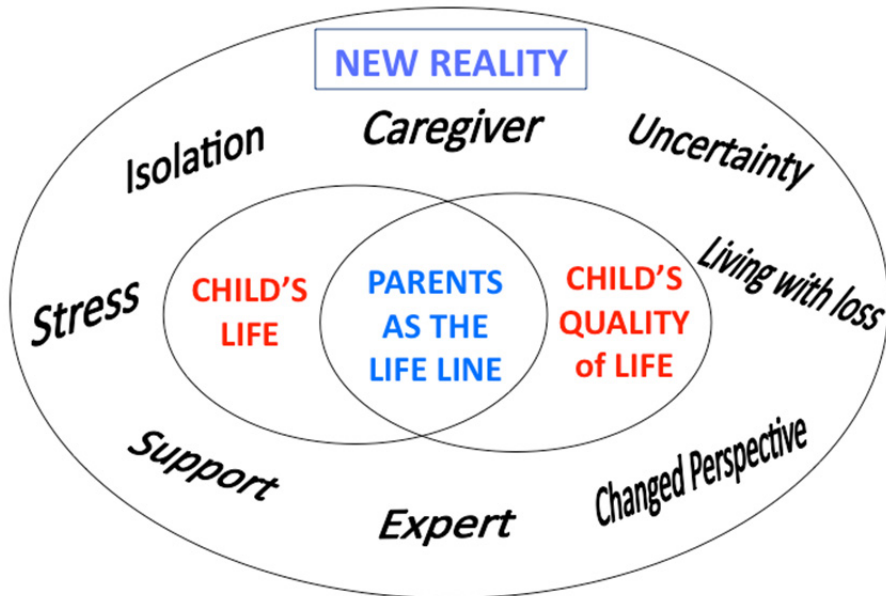 NEW REALITY
Isolation
Caregiver
Uncertainty
Stress
CHILD'S
LIFE
PARENTS
AS THE
LIFE LINE
CHILD'S
QUALITY
of LIFE
Living with loss
Support
Expert
Changed Perspective